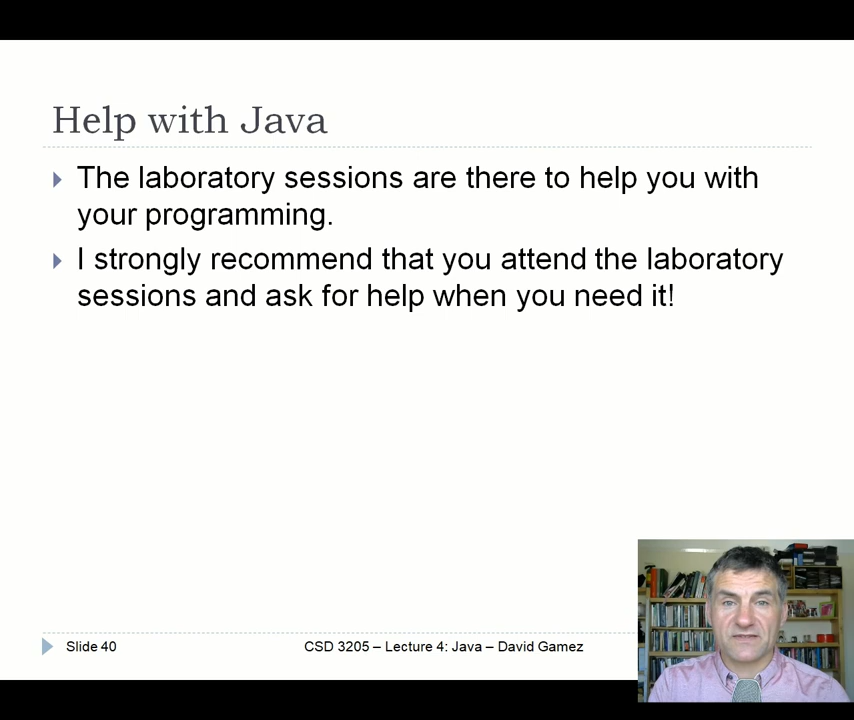 Help with Java
The laboratory sessions are there to help you with
your programming.
I strongly recommend that you attend the laboratory
sessions and ask for help when you need it!
Slide 40
CSD 3205 – Lecture 4: Java – David Gamez